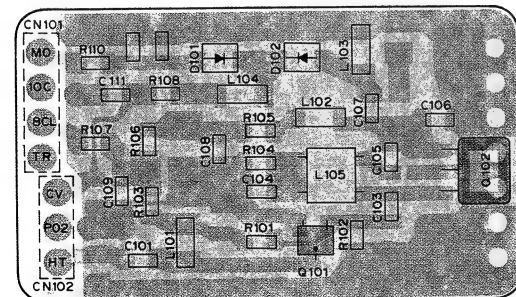 CN101
MO
IOC
8CL
TR
CV
PO2
HT
CN102
R110
D101
D102
L103
C111
R108
L104
L102
C107
C106
R107
R106
C108
R105
R104
C104
L105
C105
Q102
C109
R103
C103
C101
L101
R101
Q101
R102